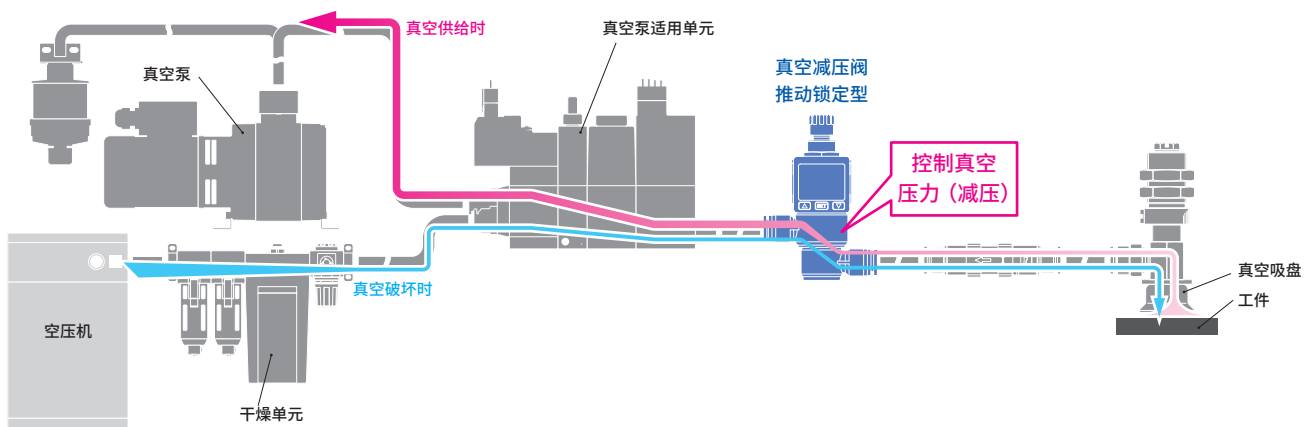 真空供给时
真空泵适用单元
真空泵
真空减压阀
推动锁定型
控制真空
压力（减压）
真空吸盘
工件
真空破坏时
空压机
干燥单元